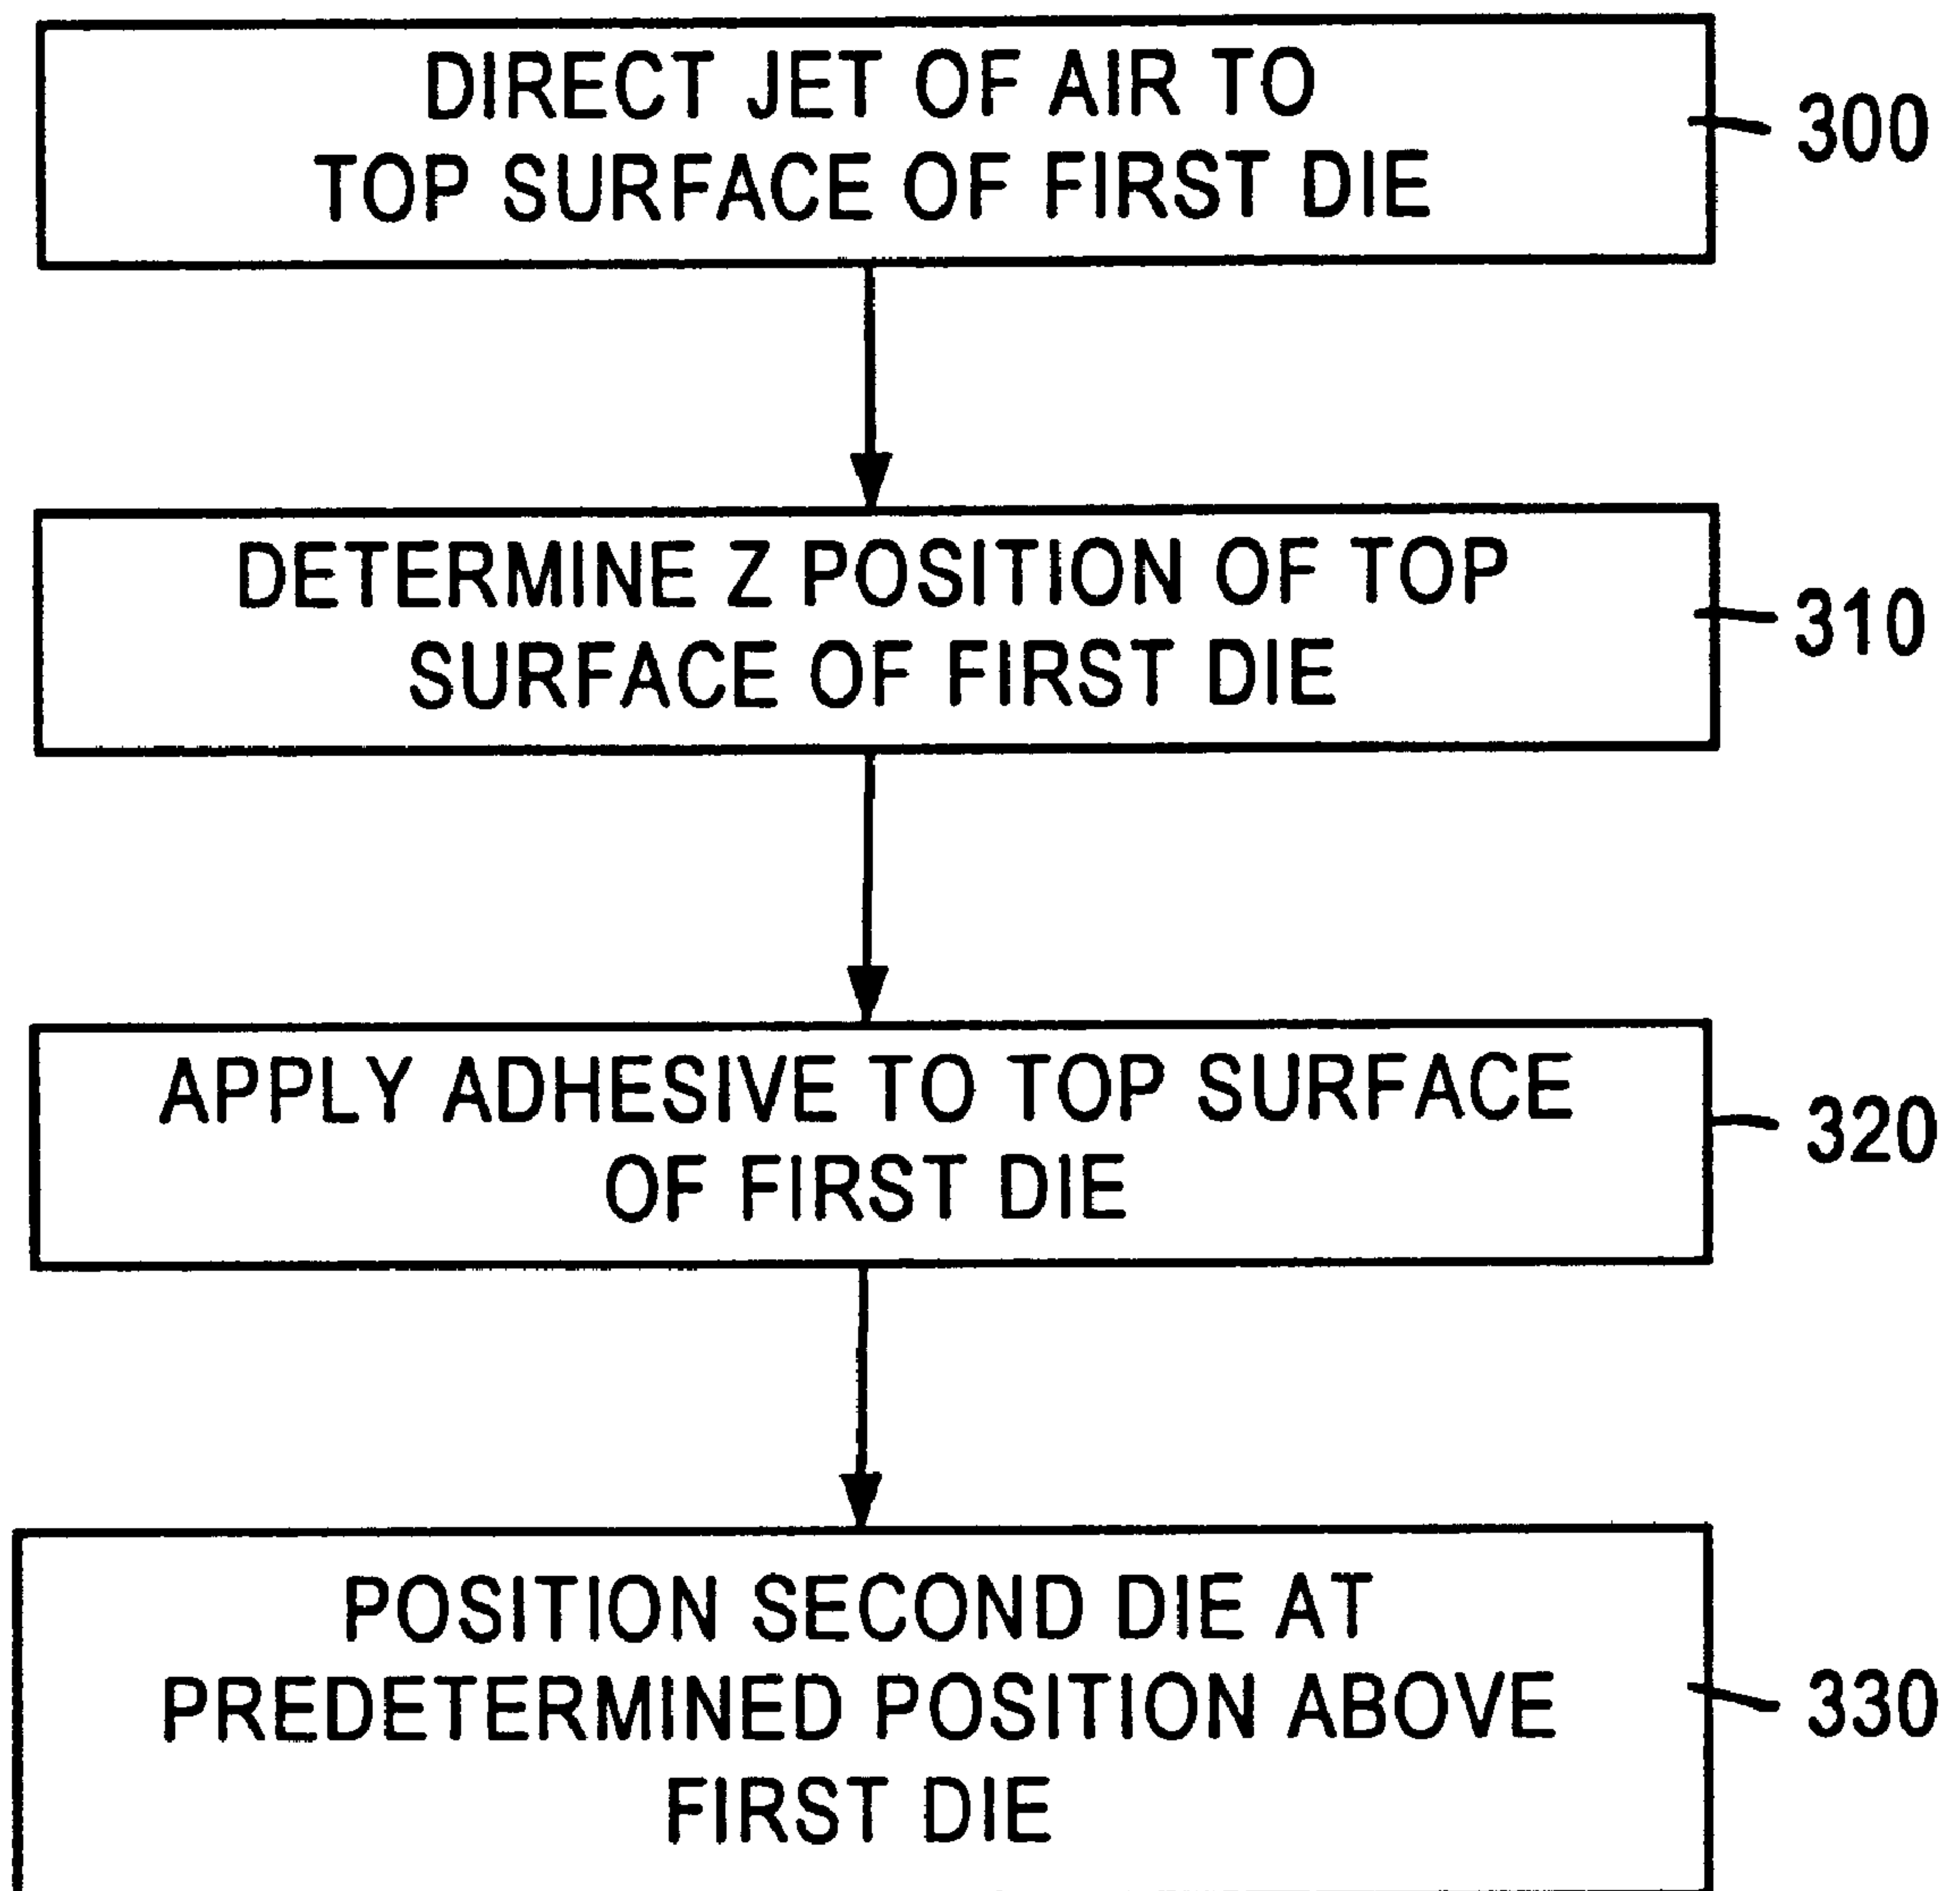 DIRECT JET OF AIR TO
TOP SURFACE OF FIRST DIE
300
DETERMINE Z POSITION OF TOP
SURFACE OF FIRST DIE
310
APPLY ADHESIVE TO TOP SURFACE
OF FIRST DIE
320
POSITION SECOND DIE AT
PREDETERMINED POSITION ABOVE
FIRST DIE
330